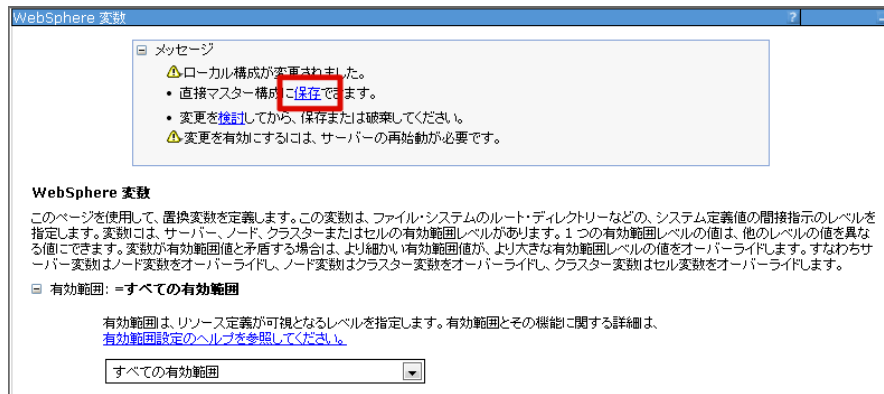 WebSphere 変数
?
メッセージ
ローカル構成が変更されました。
直接マスター構成に保存できます。
変更を検討してから、保存または破棄してください。
変更を有効にするには、サーバーの再始動が必要です。
WebSphere 変数
このページを使用して、置換変数を定義します。この変数は、ファイル・システムのルート・ディレクトリーなどの、システム定義値の間接指示のレベルを
指定します。変数には、サーバー、ノード、クラスターまたはセルの有効範囲レベルがあります。1 つの有効範囲レベルの値は、他のレベルの値を異な
る値にできます。変数が有効範囲値と矛盾する場合は、より細かい有効範囲値が、より大きな有効範囲レベルの値をオーバーライドします。すなわちサ
ーバー変数はノード変数をオーバーライドし、ノード変数はクラスター変数をオーバーライドし、クラスター変数はセル変数をオーバーライドします。
有効範囲: =すべての有効範囲
有効範囲は、リソース定義が可視となるレベルを指定します。有効範囲とその機能に関する詳細は、
有効範囲設定のヘルプを参照してください。
すべての有効範囲